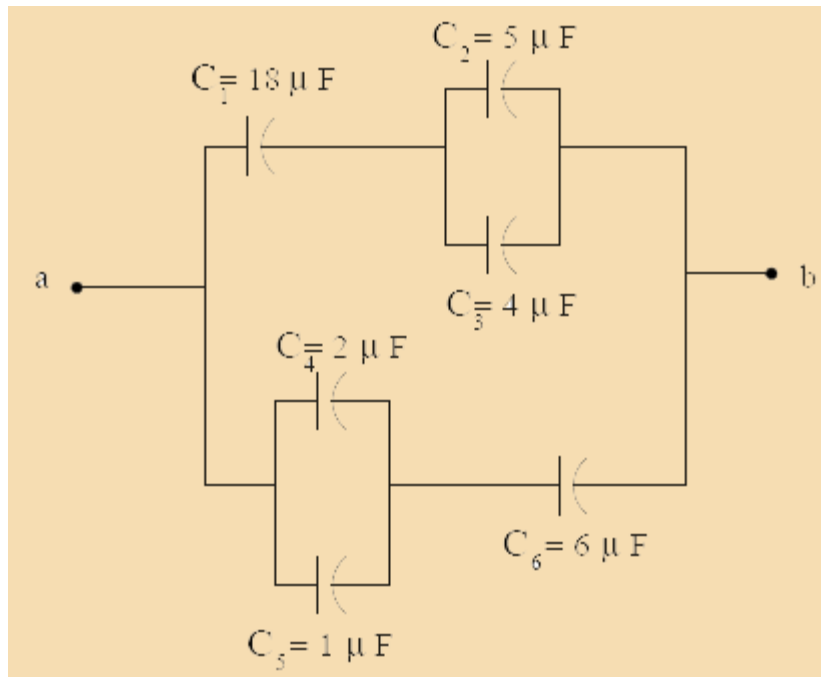 C₂= 5 μ F
C₁= 18 μ F
a
b
C₃= 4 μ F
C₄= 2 μ F
C₆= 6 μ F
C₅= 1 μ F